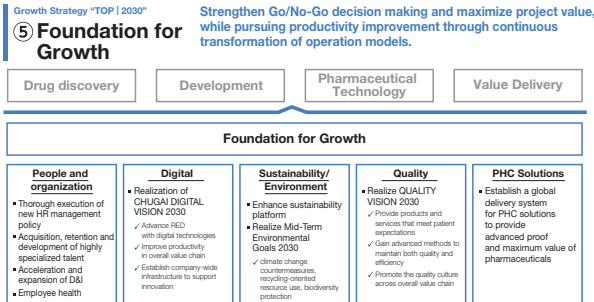 Growth Strategy “TOP | 2030”
⑤ Foundation for
Growth
Strengthen Go/No-Go decision making and maximize project value,
while pursuing productivity improvement through continuous
transformation of operation models.
Drug discovery
Development
Pharmaceutical
Technology
Value Delivery
Foundation for Growth
People and
organization
▪ Thorough execution of
new HR management
policy
▪ Acquisition, retention and
development of highly
specialized talent
▪ Acceleration and
expansion of D&I
▪ Employee health
Digital
▪ Realization of
CHUGAI DIGITAL
VISION 2030
✓ Advance RED
with digital technologies
✓ Improve productivity
in overall value chain
✓ Establish company-wide
infrastructure to support
innovation
Sustainability/
Environment
▪ Enhance sustainability
platform
▪ Realize Mid-Term
Environmental
Goals 2030
✓ climate change
countermeasures,
recycling-oriented
resource use, biodiversity
protection
Quality
▪ Realize QUALITY
VISION 2030
✓ Provide products and
services that meet patient
expectations
✓ Gain advanced methods to
maintain both quality and
efficiency
✓ Promote the quality culture
across overall value chain
PHC Solutions
▪ Establish a global
delivery system
for PHC solutions
to provide
advanced proof
and maximum value of
pharmaceuticals